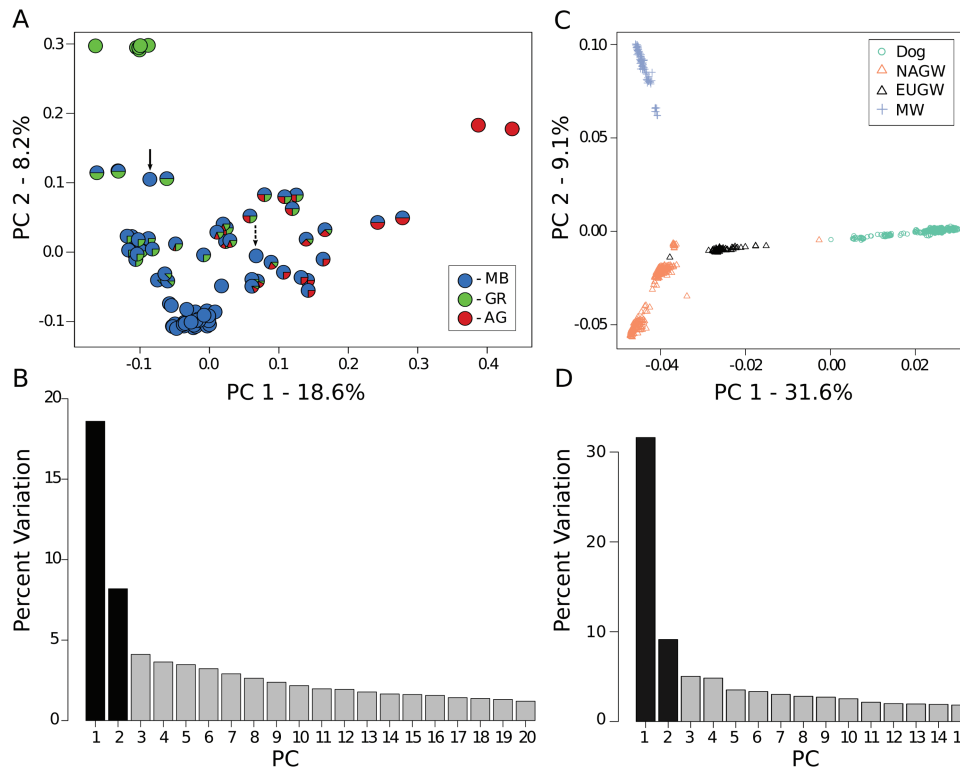 A
PC 2 - 8.2%
0.3
0.2
0.1
0.0
-0.1
-0.1 0.0 0.1 0.2 0.3 0.4
PC 1 - 18.6%
- MB
- GR
- AG
C
PC 2 - 9.1%
0.10
0.05
0.00
-0.05
-0.04 -0.02 0.00 0.02
PC 1 - 31.6%
Dog
NAGW
EUGW
MW
B
Percent Variation
20
15
10
5
0
1 2 3 4 5 6 7 8 9 10 11 12 13 14 15 16 17 18 19 20
PC
D
Percent Variation
30
20
10
0
1 2 3 4 5 6 7 8 9 10 11 12 13 14
PC